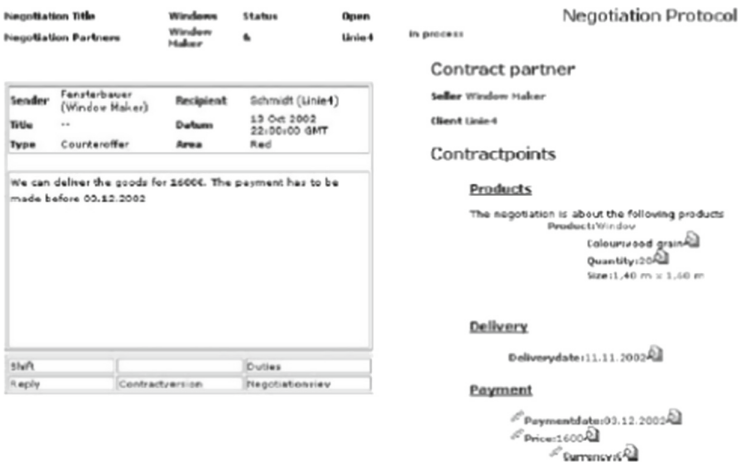 Negotiation Title Windows Status Open
Negotiation Partners Window Maker & Linie4
Sender Fensterbauer (Window Maker) Recipient Schmidt (Linie4)
Title -- Datum 13 Oct 2002 22:00:00 GMT
Type Counteroffer Area Red
We can deliver the goods for 1600€. The payment has to be
made before 03.12.2002
Shift Duties
Reply Contractversion Negotiationview
Negotiation Protocol
In process
Contract partner
Seller Window Maker
Client Linie4
Contractpoints
Products
The negotiation is about the following products
Product:Window
Colour:wood grain
Quantity:20
Size:1,40 m x 1,60 m
Delivery
Deliverydate:11.11.2002
Payment
Paymentdate:03.12.2002
Price:1600
Currency:€